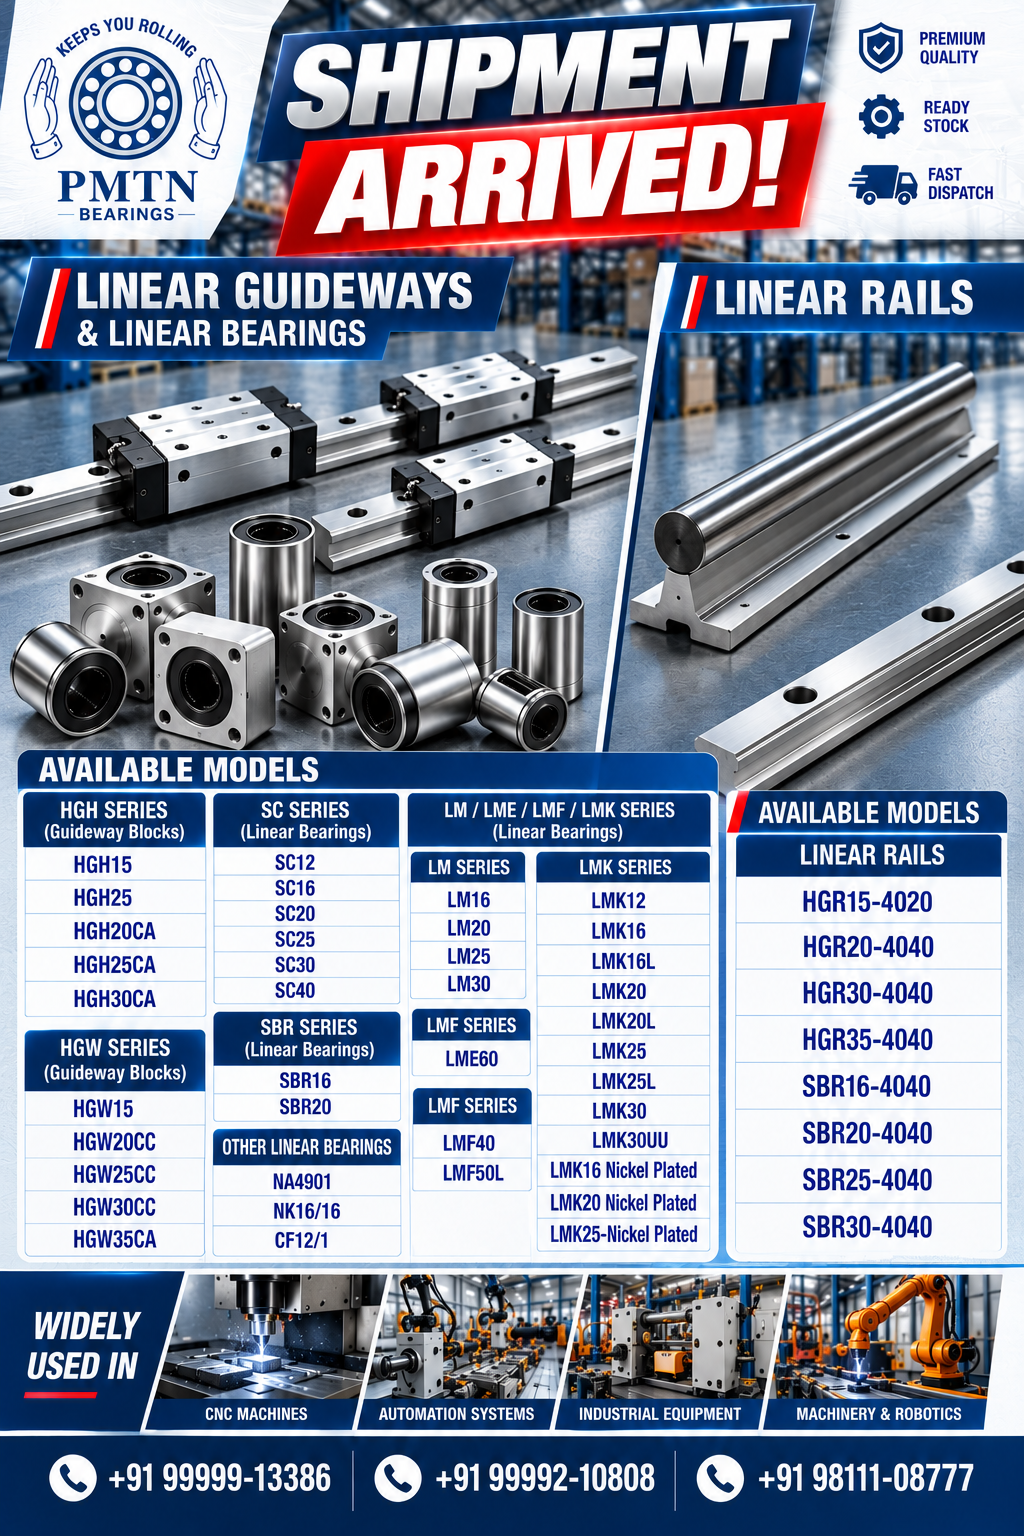 KEEPS YOU ROLLING
PMTN
BEARINGS
SHIPMENT
ARRIVED!
PREMIUM
QUALITY
READY
STOCK
FAST
DISPATCH
LINEAR GUIDEWAYS
& LINEAR BEARINGS
LINEAR RAILS
AVAILABLE MODELS
HGH SERIES
(Guideway Blocks)
HGH15
HGH25
HGH20CA
HGH25CA
HGH30CA
HGW SERIES
(Guideway Blocks)
HGW15
HGW20CC
HGW25CC
HGW30CC
HGW35CA
SC SERIES
(Linear Bearings)
SC12
SC16
SC20
SC25
SC30
SC40
SBR SERIES
(Linear Bearings)
SBR16
SBR20
OTHER LINEAR BEARINGS
NA4901
NK16/16
CF12/1
LM / LME / LMF / LMK SERIES
(Linear Bearings)
LM SERIES
LM16
LM20
LM25
LM30
LMF SERIES
LME60
LMF SERIES
LMF40
LMF50L
LMK SERIES
LMK12
LMK16
LMK16L
LMK20
LMK20L
LMK25
LMK25L
LMK30
LMK30UU
LMK16 Nickel Plated
LMK20 Nickel Plated
LMK25-Nickel Plated
AVAILABLE MODELS
LINEAR RAILS
HGR15-4020
HGR20-4040
HGR30-4040
HGR35-4040
SBR16-4040
SBR20-4040
SBR25-4040
SBR30-4040
WIDELY
USED IN
CNC MACHINES
AUTOMATION SYSTEMS
INDUSTRIAL EQUIPMENT
MACHINERY & ROBOTICS
+91 99999-13386
+91 99992-10808
+91 98111-08777